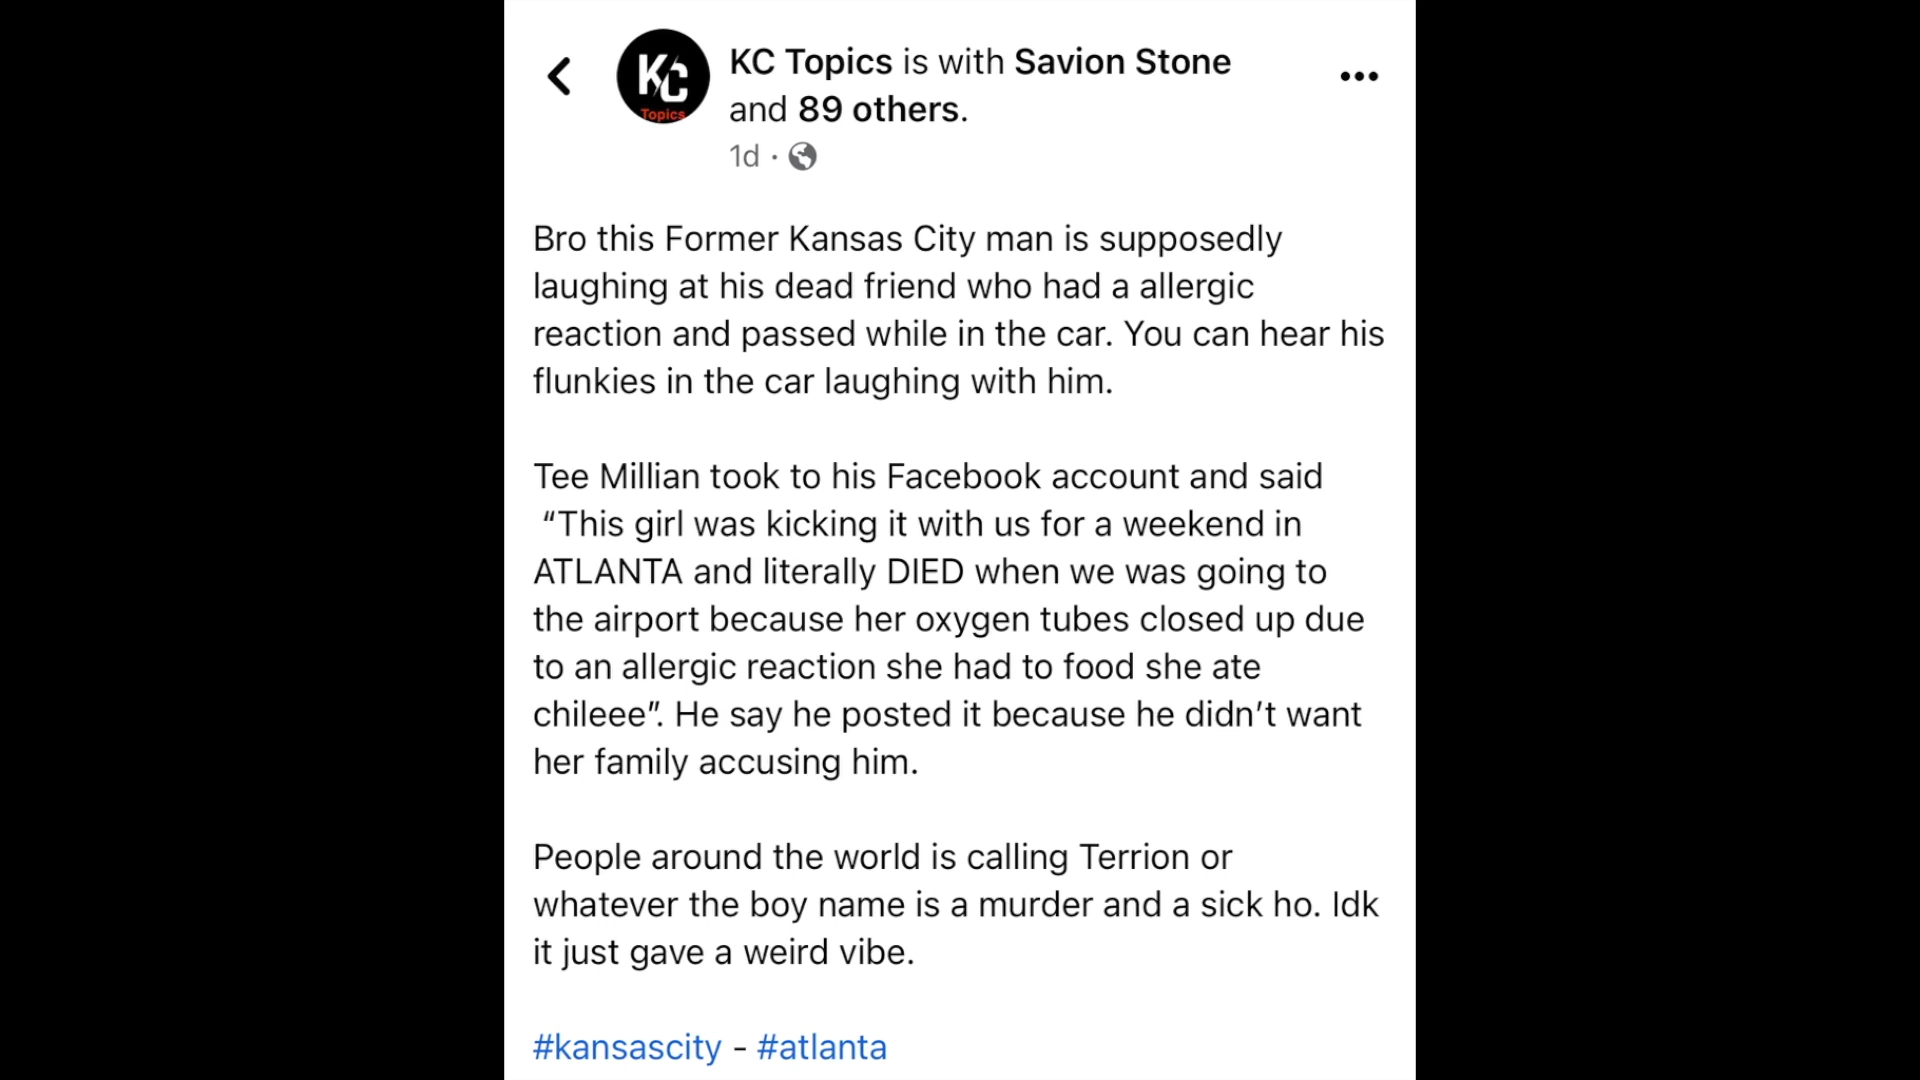 KC
Topics
KC Topics is with Savion Stone
and 89 others.
1d ·
Bro this Former Kansas City man is supposedly
laughing at his dead friend who had a allergic
reaction and passed while in the car. You can hear his
flunkies in the car laughing with him.
Tee Millian took to his Facebook account and said
“This girl was kicking it with us for a weekend in
ATLANTA and literally DIED when we was going to
the airport because her oxygen tubes closed up due
to an allergic reaction she had to food she ate
chileee”. He say he posted it because he didn’t want
her family accusing him.
People around the world is calling Terrion or
whatever the boy name is a murder and a sick ho. Idk
it just gave a weird vibe.
#kansascity - #atlanta